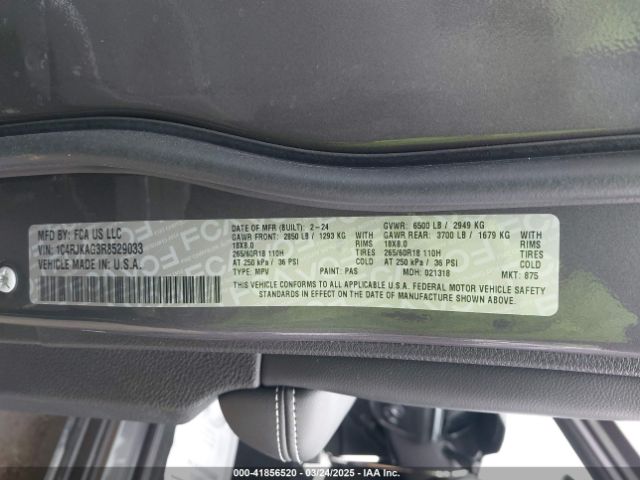 MFD BY: FCA US LLC
VIN: 1C4RJKAG3R8529033
VEHICLE MADE IN: U.S.A.
DATE OF MFR (BUILT): 2-24
GAWR FRONT: 2850 LB / 1293 KG WITH
18X8.0 RIMS
265/60R18 110H TIRES
AT 250 kPa / 36 PSI COLD
TYPE: MPV PAINT: PAS
GVWR: 6500 LB / 2949 KG
GAWR REAR: 3700 LB / 1679 KG WITH
18X8.0 RIMS
265/60R18 110H TIRES
AT 250 kPa / 36 PSI COLD
MDH: 021318 MKT: 875
THIS VEHICLE CONFORMS TO ALL APPLICABLE U.S.A. FEDERAL MOTOR VEHICLE SAFETY
STANDARDS IN EFFECT ON THE DATE OF MANUFACTURE SHOWN ABOVE.
000-41856520 - 03/24/2025 - IAA Inc.